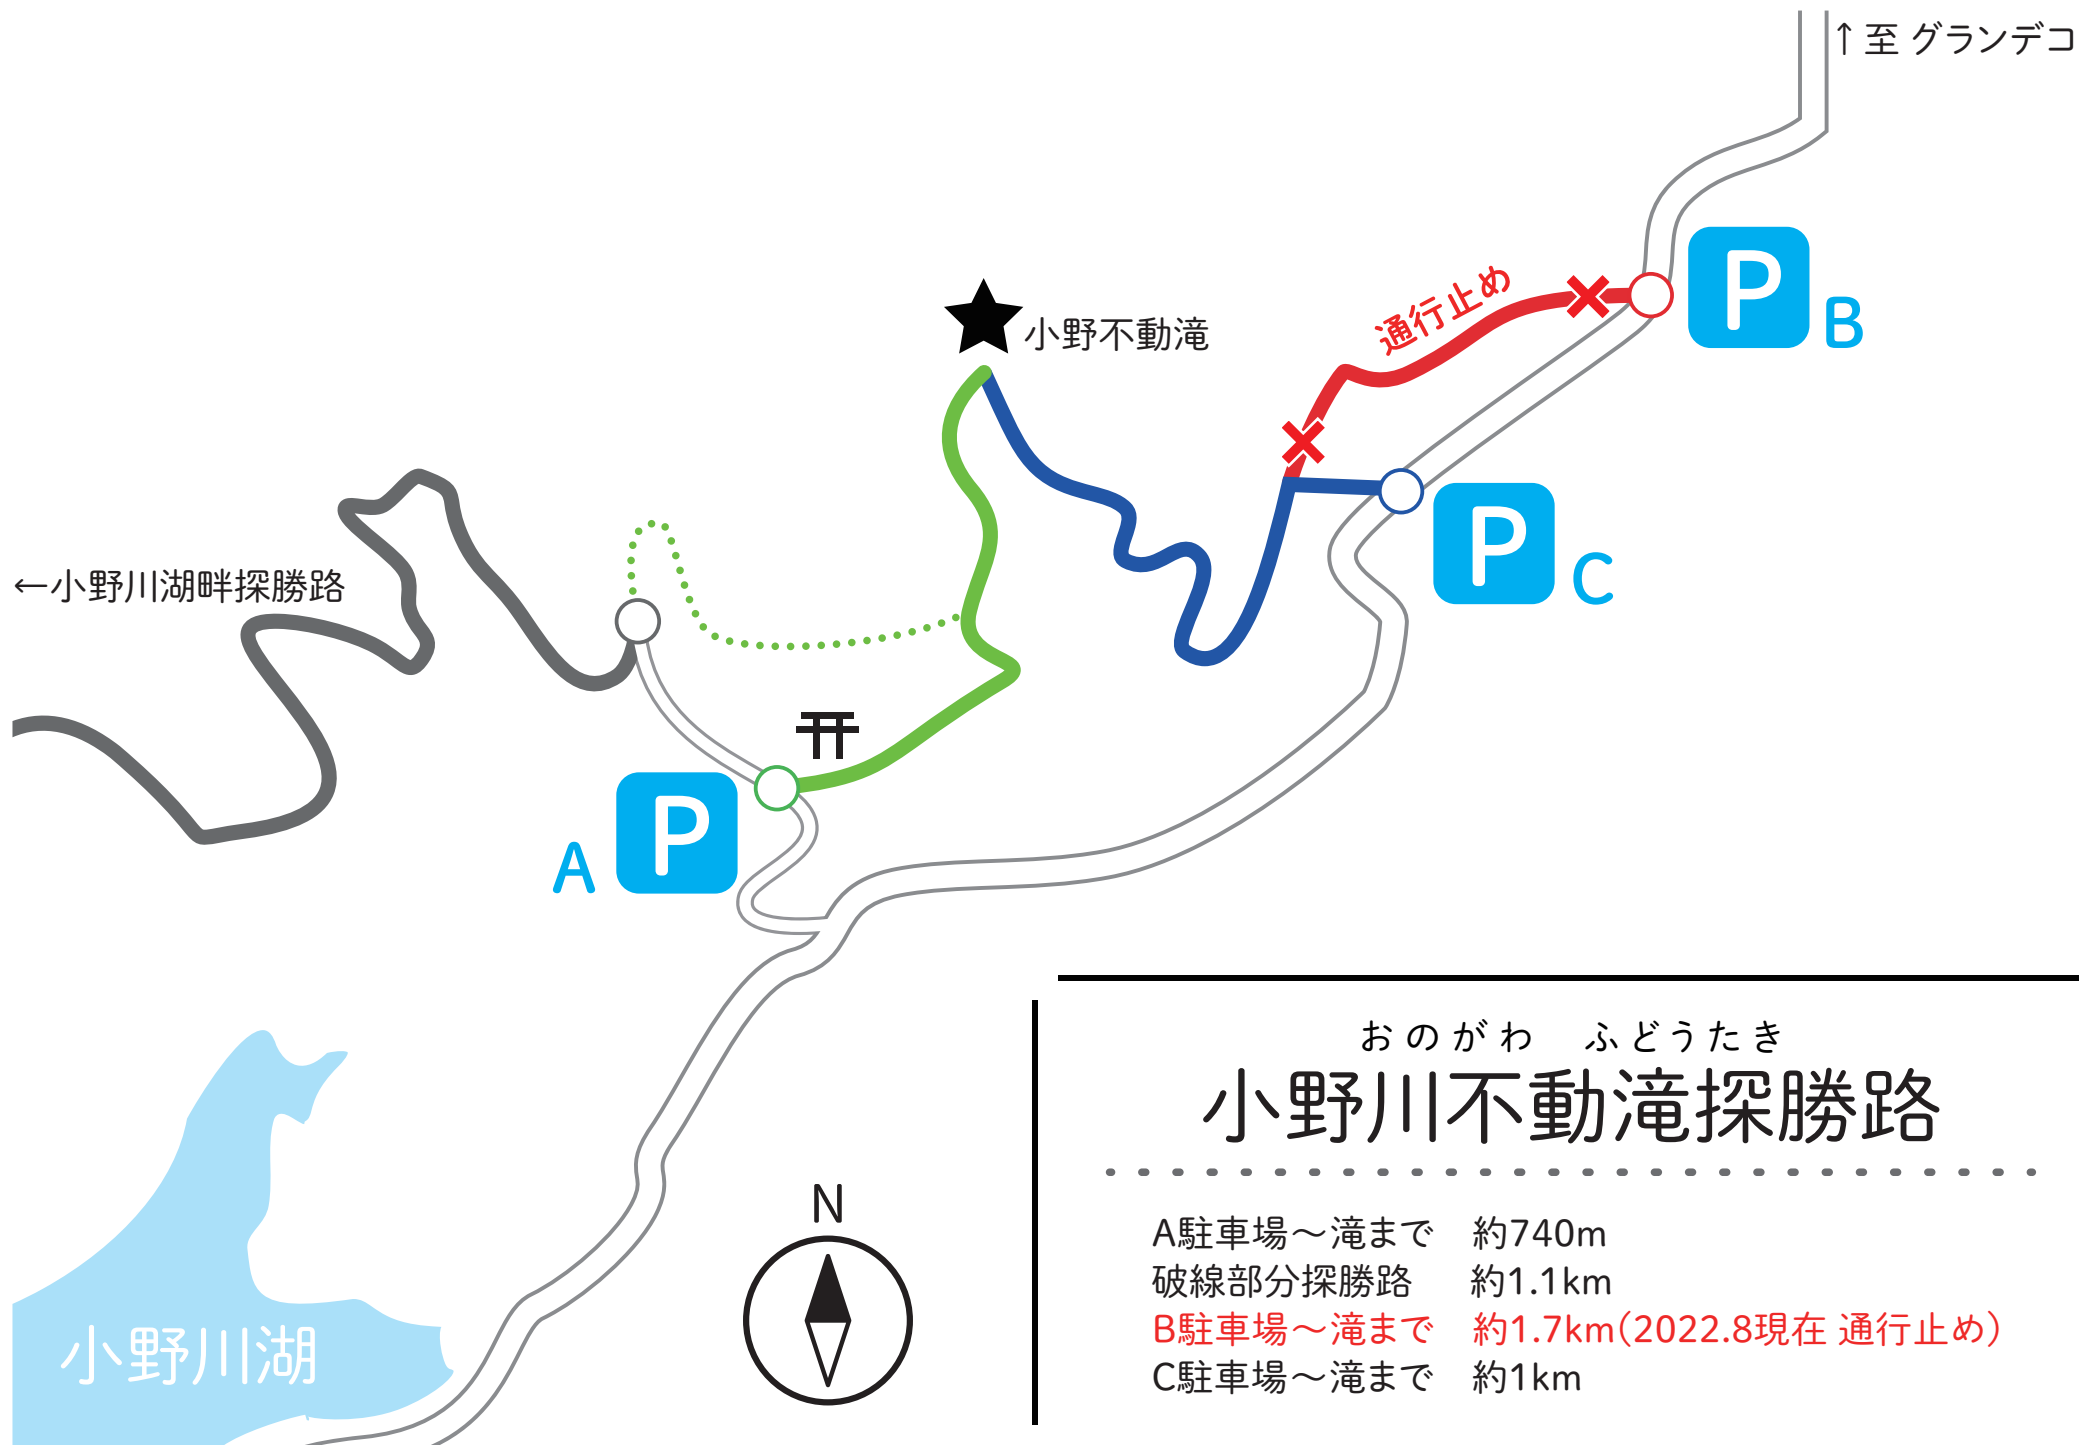 ↑至 グランデコ
P
B
通行止め
小野不動滝
P
C
←小野川湖畔探勝路
P
A
おのがわ ふどうたき
小野川不動滝探勝路
N
A駐車場～滝まで 約740m
破線部分探勝路 約1.1km
B駐車場～滝まで 約1.7km(2022.8現在 通行止め)
C駐車場～滝まで 約1km
小野川湖